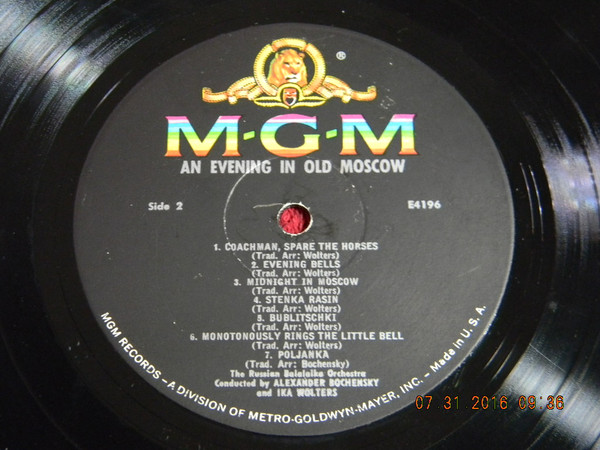 ®
M-G-M
AN EVENING IN OLD MOSCOW
Side 2
E4196
1. COACHMAN, SPARE THE HORSES
(Trad. Arr: Wolters)
2. EVENING BELLS
(Trad. Arr: Wolters)
3. MIDNIGHT IN MOSCOW
(Trad. Arr: Wolters)
4. STENKA RASIN
(Trad. Arr: Wolters)
5. BUBLITSCHKI
(Trad. Arr: Wolters)
6. MONOTONOUSLY RINGS THE LITTLE BELL
(Trad. Arr: Wolters)
7. POLJANKA
(Trad. Arr: Bochensky)
The Russian Balalaika Orchestra
Conducted by ALEXANDER BOCHENSKY
and IKA WOLTERS
MGM RECORDS – A DIVISION OF METRO-GOLDWYN-MAYER, INC. – Made in U. S. A.
07 31 2016 09:36